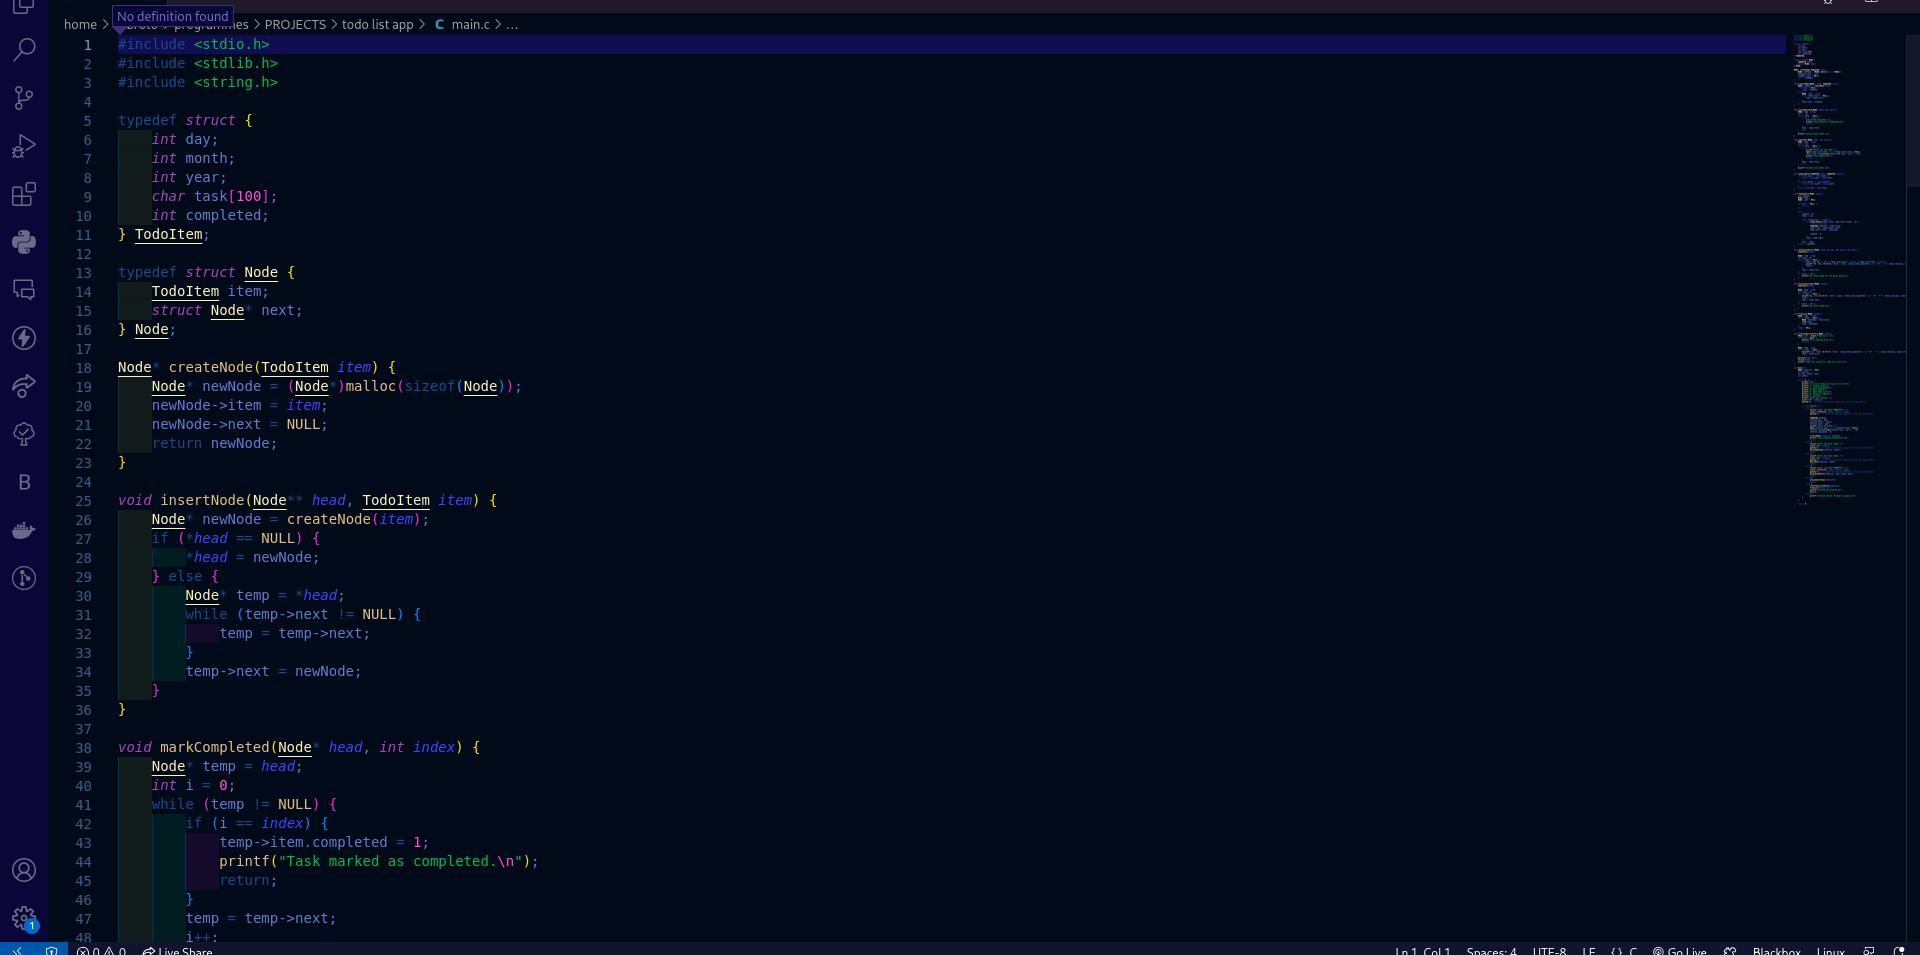 No definition found
home > programmes > PROJECTS > todo list app > C main.c > ...
1 #include <stdio.h>
2 #include <stdlib.h>
3 #include <string.h>
4
5 typedef struct {
6     int day;
7     int month;
8     int year;
9     char task[100];
10     int completed;
11 } TodoItem;
12
13 typedef struct Node {
14     TodoItem item;
15     struct Node* next;
16 } Node;
17
18 Node* createNode(TodoItem item) {
19     Node* newNode = (Node*)malloc(sizeof(Node));
20     newNode->item = item;
21     newNode->next = NULL;
22     return newNode;
23 }
24
25 void insertNode(Node** head, TodoItem item) {
26     Node* newNode = createNode(item);
27     if (*head == NULL) {
28         *head = newNode;
29     } else {
30         Node* temp = *head;
31         while (temp->next != NULL) {
32             temp = temp->next;
33         }
34         temp->next = newNode;
35     }
36 }
37
38 void markCompleted(Node* head, int index) {
39     Node* temp = head;
40     int i = 0;
41     while (temp != NULL) {
42         if (i == index) {
43             temp->item.completed = 1;
44             printf("Task marked as completed.\n");
45             return;
46         }
47         temp = temp->next;
48         i++;
B
1
0 0 Live Share Ln 1, Col 1 Spaces: 4 UTF-8 LF {} C Go Live Blackbox Linux